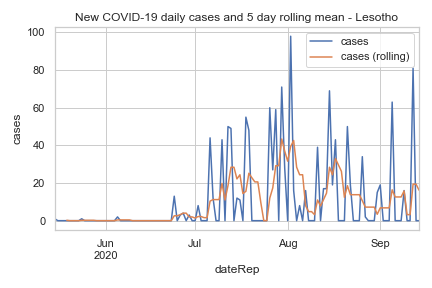 New COVID-19 daily cases and 5 day rolling mean - Lesotho
cases
cases (rolling)
100
80
60
40
20
0
cases
Jun
2020
Jul
Aug
Sep
dateRep